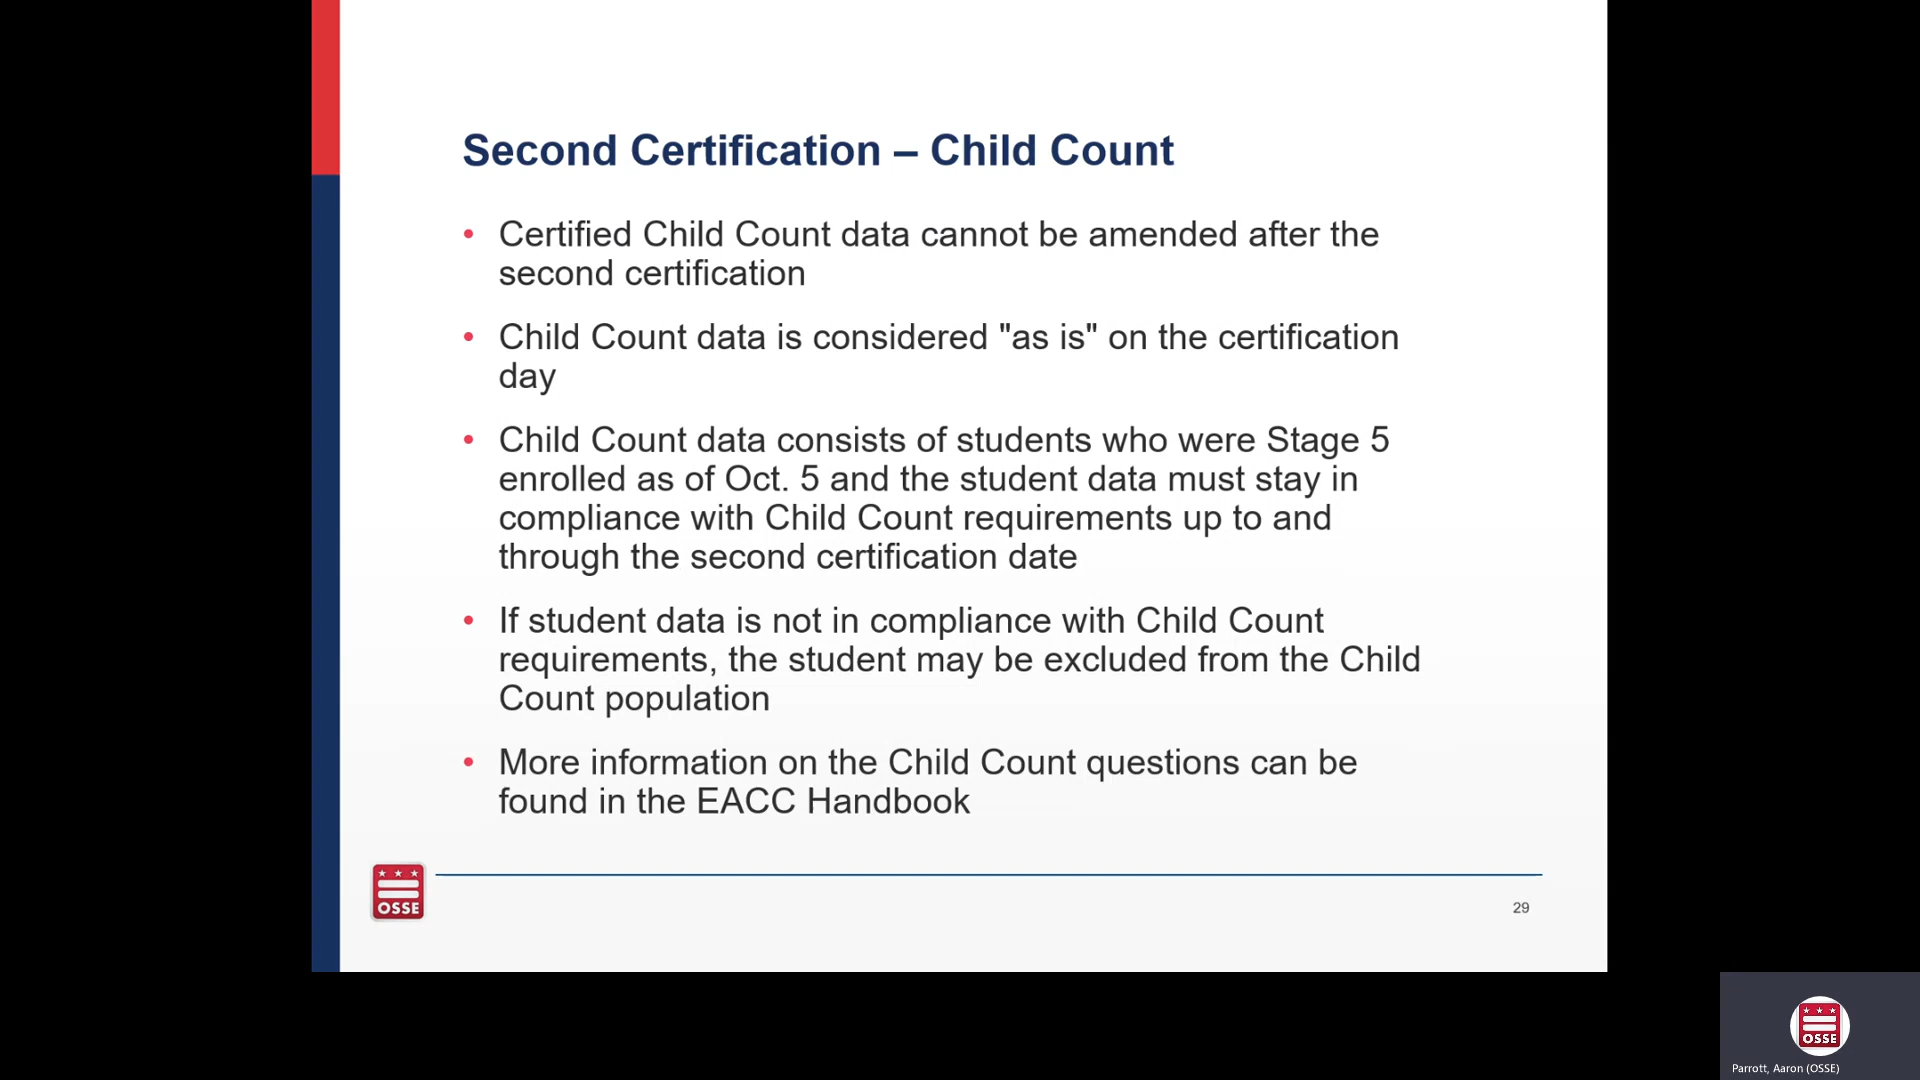 Second Certification – Child Count
• Certified Child Count data cannot be amended after the
second certification
• Child Count data is considered "as is" on the certification
day
• Child Count data consists of students who were Stage 5
enrolled as of Oct. 5 and the student data must stay in
compliance with Child Count requirements up to and
through the second certification date
• If student data is not in compliance with Child Count
requirements, the student may be excluded from the Child
Count population
• More information on the Child Count questions can be
found in the EACC Handbook
OSSE
29
OSSE
Parrott, Aaron (OSSE)